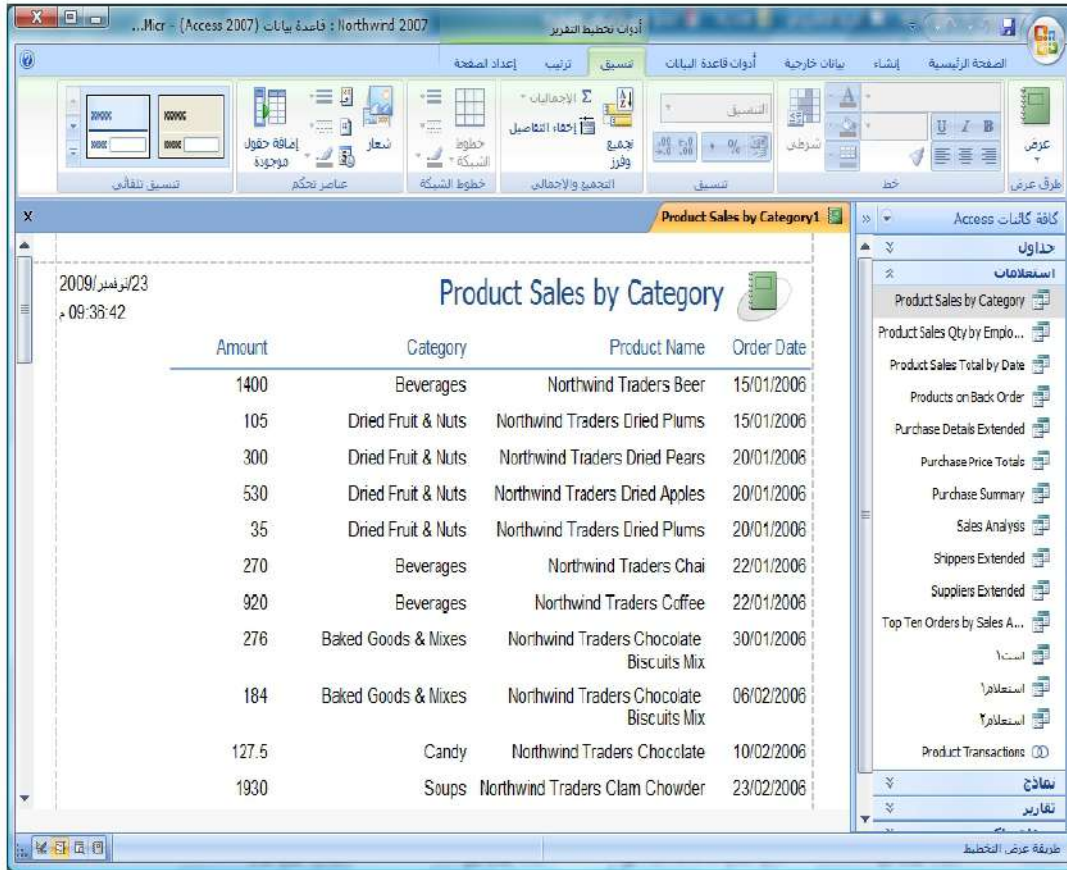 أدوات تخطيط التقرير
Northwind 2007 : قاعدة بيانات (Access 2007) - Micr...
الصفحة الرئيسية
إنشاء
بيانات خارجية
أدوات قاعدة البيانات
تنسيق
ترتيب
إعداد الصفحة
عرض
طرق عرض
B I U
A
خط
شرطي
التنسيق
%
تنسيق
تجميع وفرز
Σ الإجماليات
إخفاء التفاصيل
التجميع والإجمالي
خطوط الشبكة
خطوط الشبكة
شعار
إضافة حقول موجودة
عناصر تحكم
XXXX
XXXX
XXXX
XXXX
تنسيق تلقائي
كافة كائنات Access
جداول
استعلامات
Product Sales by Category
Product Sales Qty by Emplo...
Product Sales Total by Date
Products on Back Order
Purchase Details Extended
Purchase Price Totals
Purchase Summary
Sales Analysis
Shippers Extended
Suppliers Extended
Top Ten Orders by Sales A...
است١
استعلام١
استعلام٢
Product Transactions
نماذج
تقارير
Product Sales by Category1
X
Product Sales by Category
23/نوفمبر/2009
09:36:42 م
Order Date Product Name Category Amount
15/01/2006 Northwind Traders Beer Beverages 1400
15/01/2006 Northwind Traders Dried Plums Dried Fruit & Nuts 105
20/01/2006 Northwind Traders Dried Pears Dried Fruit & Nuts 300
20/01/2006 Northwind Traders Dried Apples Dried Fruit & Nuts 530
20/01/2006 Northwind Traders Dried Plums Dried Fruit & Nuts 35
22/01/2006 Northwind Traders Chai Beverages 270
22/01/2006 Northwind Traders Coffee Beverages 920
30/01/2006 Northwind Traders Chocolate Baked Goods & Mixes 276
Biscuits Mix
06/02/2006 Northwind Traders Chocolate Baked Goods & Mixes 184
Biscuits Mix
10/02/2006 Northwind Traders Chocolate Candy 127.5
23/02/2006 Northwind Traders Clam Chowder Soups 1930
طريقة عرض التخطيط